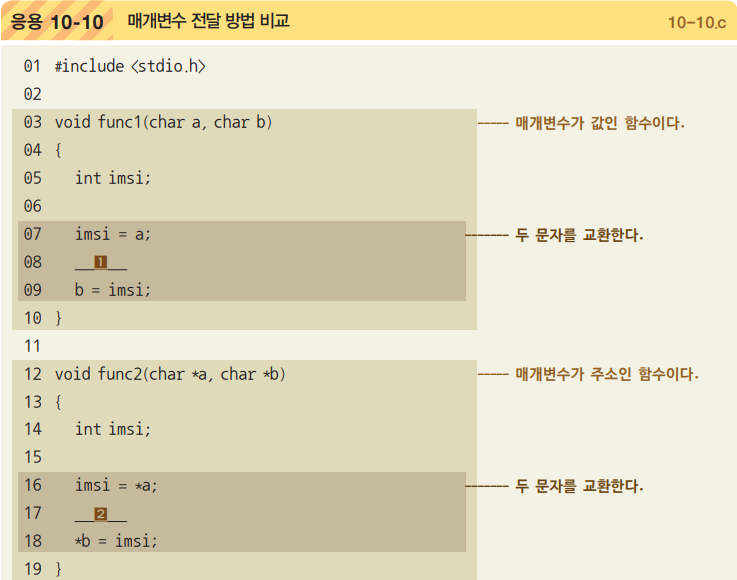 응용 10-10 매개변수 전달 방법 비교 10-10.c
01 #include <stdio.h>
02
03 void func1(char a, char b) ----- 매개변수가 값인 함수이다.
04 {
05 int imsi;
06
07 imsi = a; ------- 두 문자를 교환한다.
08 __1__
09 b = imsi;
10 }
11
12 void func2(char *a, char *b) ----- 매개변수가 주소인 함수이다.
13 {
14 int imsi;
15
16 imsi = *a; ------- 두 문자를 교환한다.
17 __2__
18 *b = imsi;
19 }